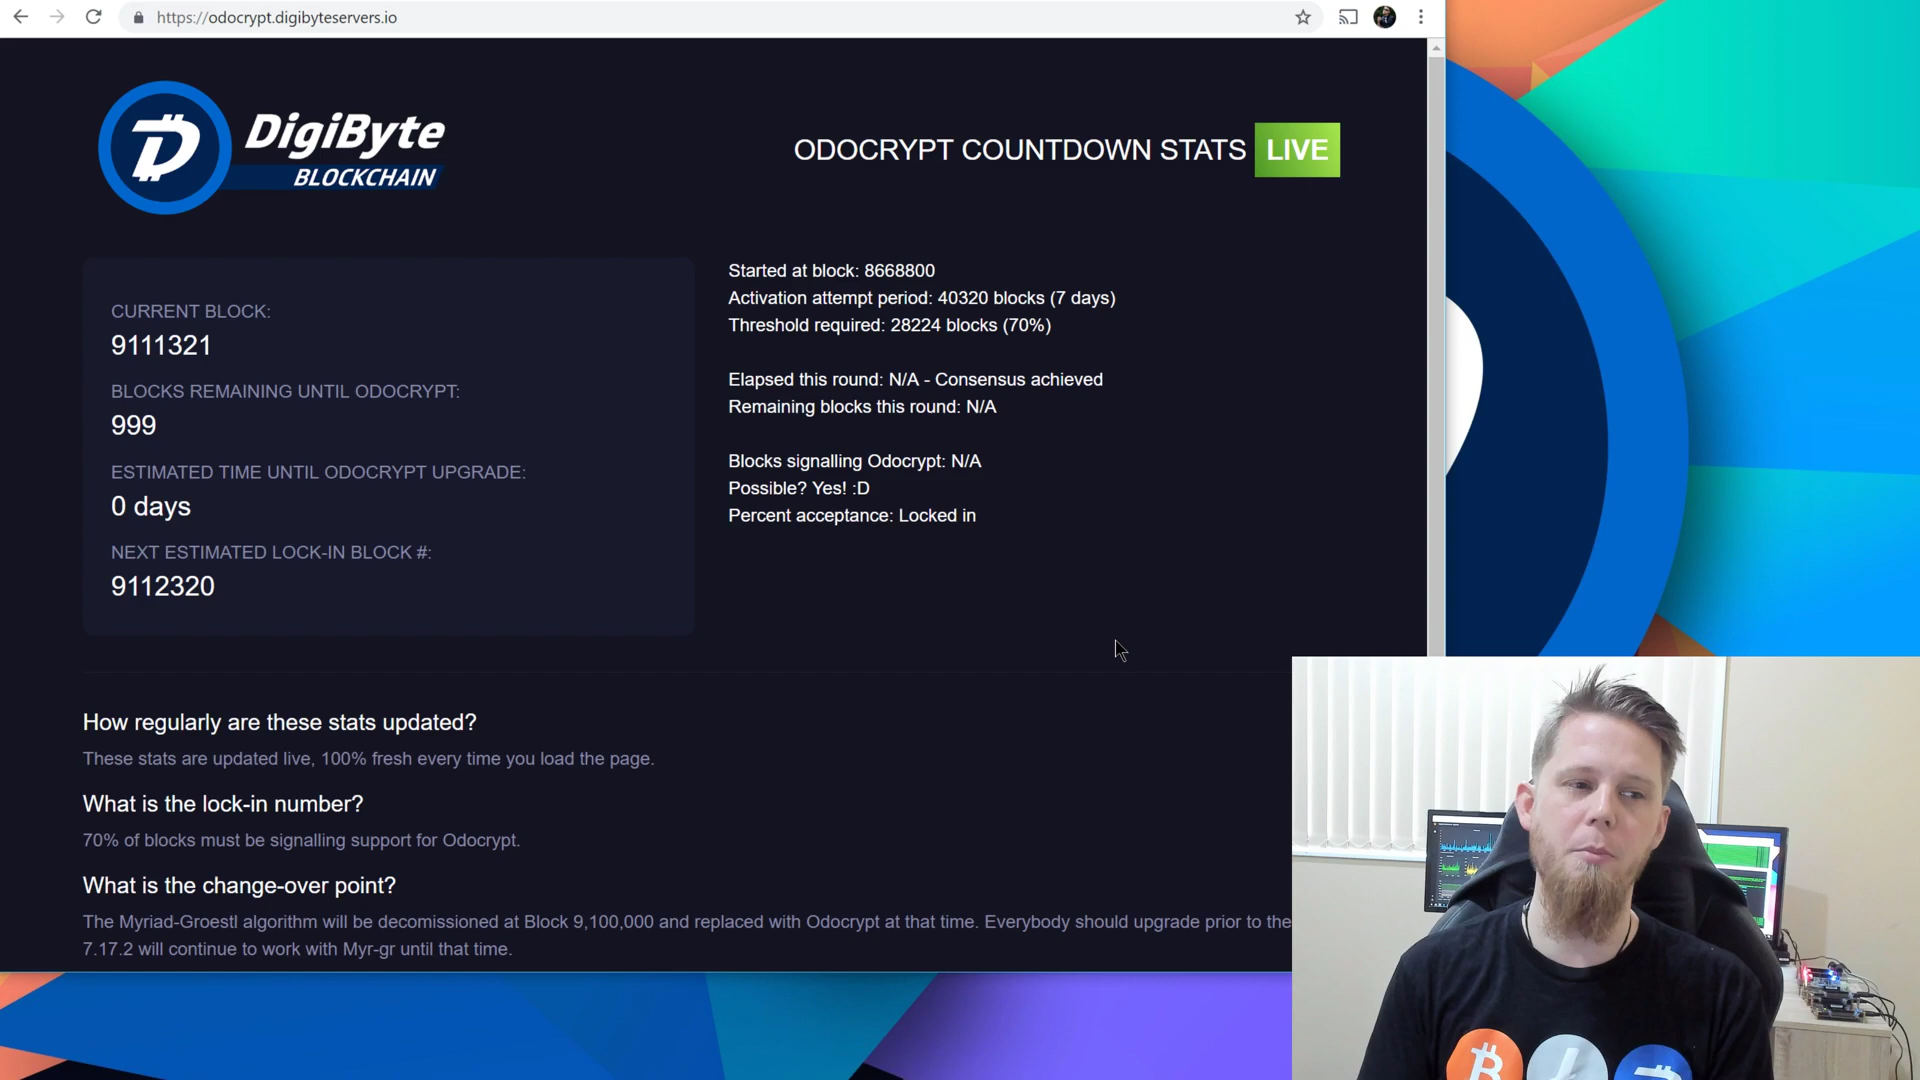 https://odocrypt.digibyteservers.io
DigiByte
BLOCKCHAIN
ODOCRYPT COUNTDOWN STATS LIVE
CURRENT BLOCK:
9111321
BLOCKS REMAINING UNTIL ODOCRYPT:
999
ESTIMATED TIME UNTIL ODOCRYPT UPGRADE:
0 days
NEXT ESTIMATED LOCK-IN BLOCK #:
9112320
Started at block: 8668800
Activation attempt period: 40320 blocks (7 days)
Threshold required: 28224 blocks (70%)
Elapsed this round: N/A - Consensus achieved
Remaining blocks this round: N/A
Blocks signalling Odocrypt: N/A
Possible? Yes! :D
Percent acceptance: Locked in
How regularly are these stats updated?
These stats are updated live, 100% fresh every time you load the page.
What is the lock-in number?
70% of blocks must be signalling support for Odocrypt.
What is the change-over point?
The Myriad-Groestl algorithm will be decomissioned at Block 9,100,000 and replaced with Odocrypt at that time. Everybody should upgrade prior to the
7.17.2 will continue to work with Myr-gr until that time.